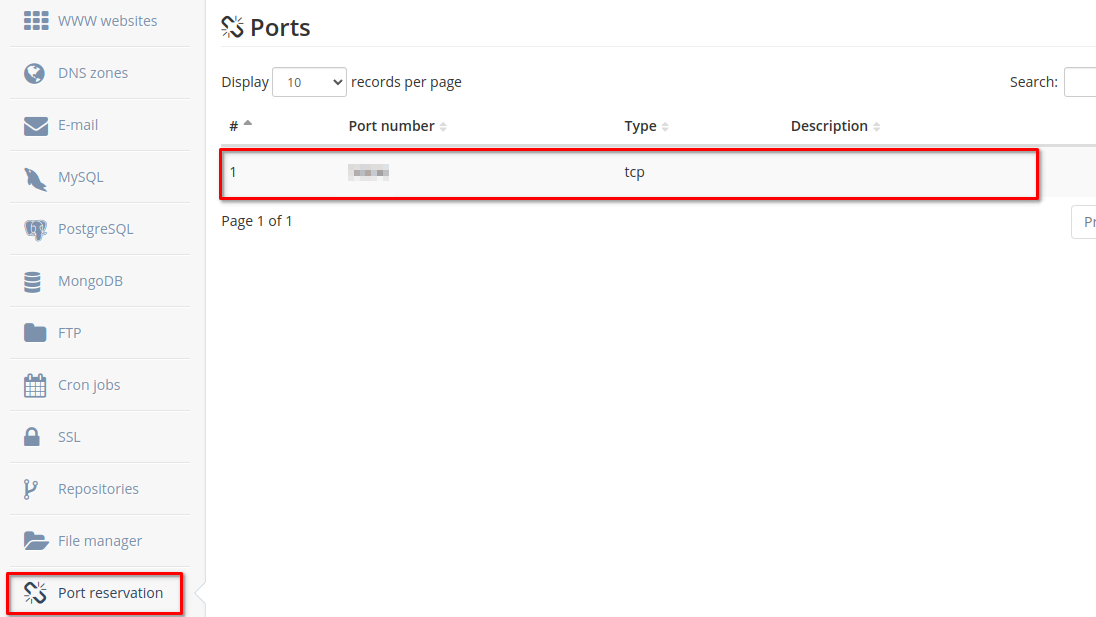 WWW websites
DNS zones
E-mail
MySQL
PostgreSQL
MongoDB
FTP
Cron jobs
SSL
Repositories
File manager
Port reservation
Ports
Display 10 records per page
Search:
# Port number Type Description
1 tcp
Page 1 of 1
Pr